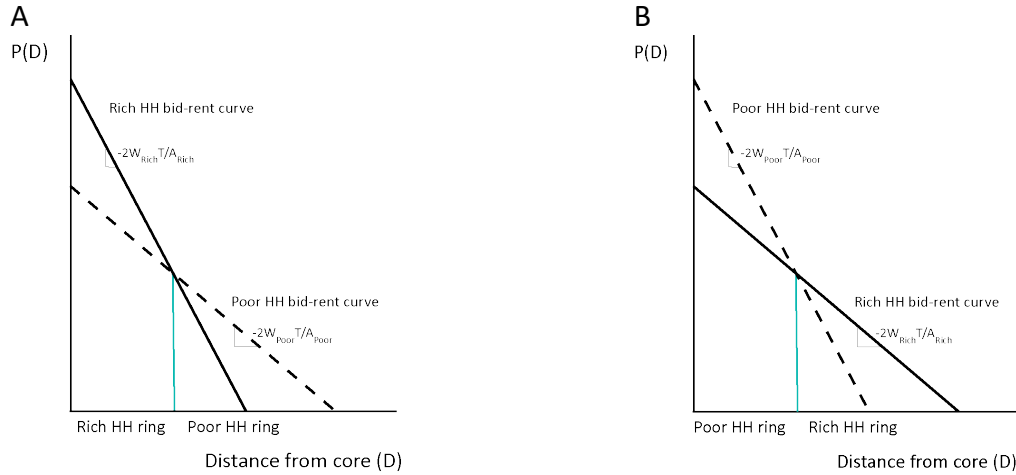 A
P(D)
Rich HH bid-rent curve
-2W_Rich T/A_Rich
Poor HH bid-rent curve
-2W_Poor T/A_Poor
Rich HH ring
Poor HH ring
Distance from core (D)
B
P(D)
Poor HH bid-rent curve
-2W_Poor T/A_Poor
Rich HH bid-rent curve
-2W_Rich T/A_Rich
Poor HH ring
Rich HH ring
Distance from core (D)